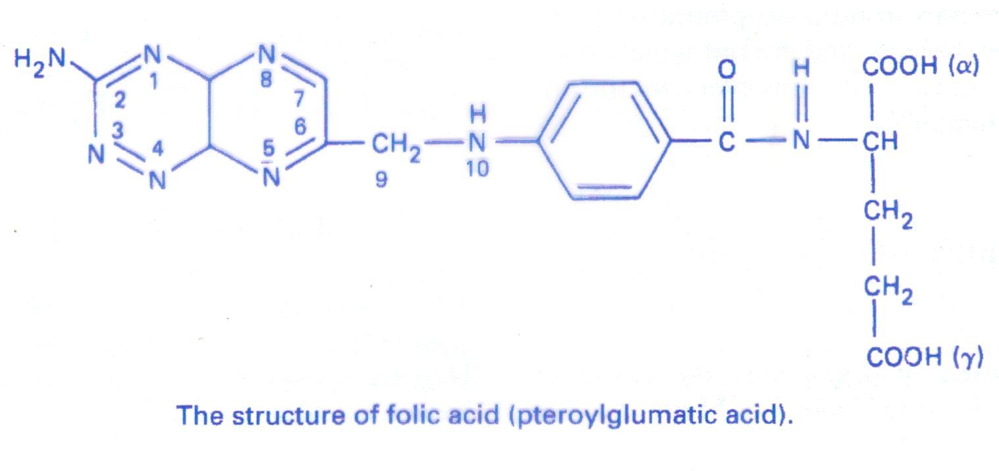 H2N N N O H COOH (α)
1 8
2 7 H
3 6
N 4 5 CH2 N C N CH
N N 9 10
CH2
CH2
COOH (γ)
The structure of folic acid (pteroylglumatic acid).